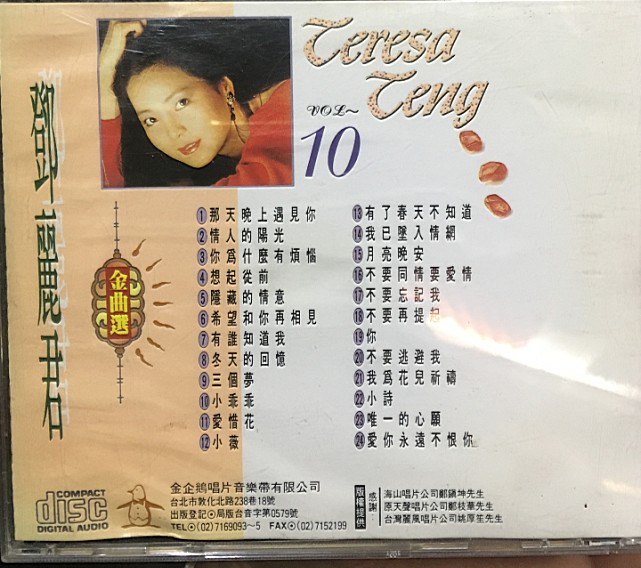 Teresa
Teng
VOL~
10
鄧麗君
金曲選
1 那天晚上遇見你
2 情人的陽光
3 你為什麼有煩惱
4 想起從前
5 隱藏的情意
6 希望和你再相見
7 有誰知道我
8 冬天的回憶
9 三個夢
10 小乖乖
11 愛惜花
12 小薇
13 有了春天不知道
14 我已墜入情網
15 月亮晚安
16 不要同情要愛情
17 不要忘記我
18 不要再提起
19 你
20 不要逃避我
21 我為花兒祈禱
22 小詩
23 唯一的心願
24 愛你永遠不恨你
COMPACT
disc
DIGITAL AUDIO
金企鵝唱片音樂帶有限公司
台北市敦化北路238巷18號
出版登記⊙局版台音字第0579號
TEL⊙(02)7169093~5 FAX⊙(02)7152199
版權提供
感謝
海山唱片公司鄭鎮坤先生
原天聲唱片公司鄭枝華先生
台灣麗風唱片公司姚厚笙先生